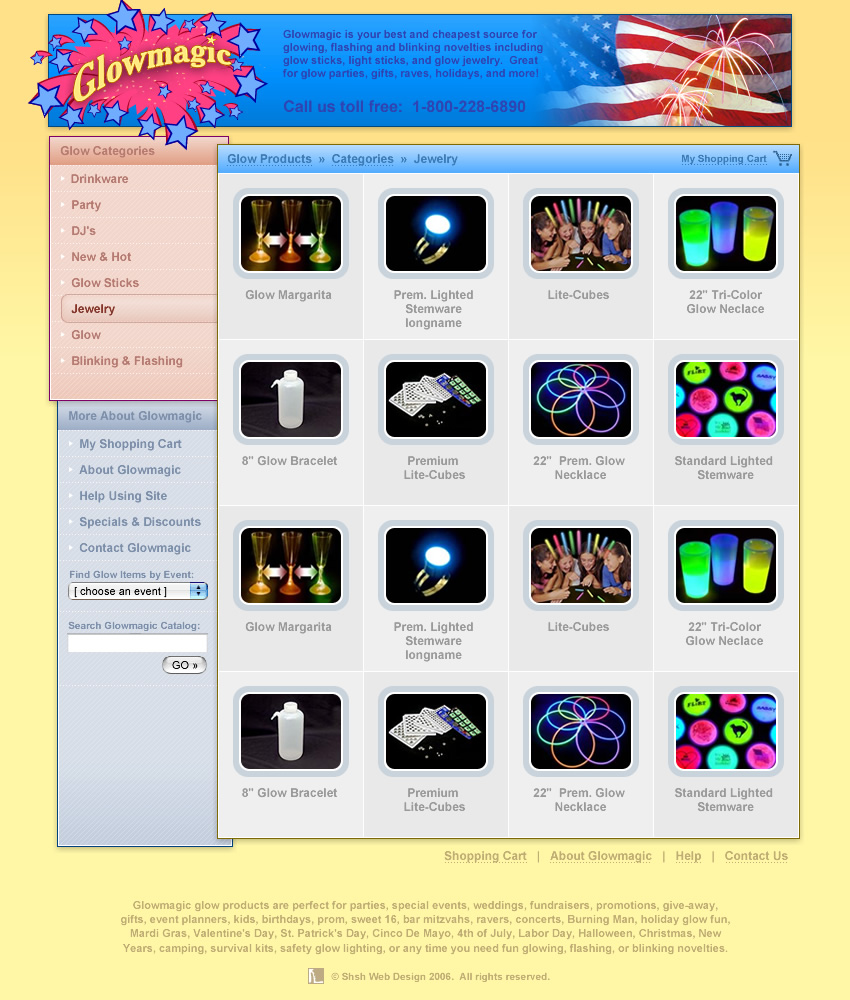 Glowmagic
Glowmagic is your best and cheapest source for
glowing, flashing and blinking novelties including
glow sticks, light sticks, and glow jewelry. Great
for glow parties, gifts, raves, holidays, and more!
Call us toll free: 1-800-228-6890
Glow Categories
Drinkware
Party
DJ's
New & Hot
Glow Sticks
Jewelry
Glow
Blinking & Flashing
More About Glowmagic
My Shopping Cart
About Glowmagic
Help Using Site
Specials & Discounts
Contact Glowmagic
Find Glow Items by Event:
[ choose an event ]
Search Glowmagic Catalog:
GO »
Glow Products » Categories » Jewelry
My Shopping Cart
Glow Margarita
Prem. Lighted
Stemware
longname
Lite-Cubes
22" Tri-Color
Glow Neclace
8" Glow Bracelet
Premium
Lite-Cubes
22" Prem. Glow
Necklace
FLIRT
Standard Lighted
Stemware
Glow Margarita
Prem. Lighted
Stemware
longname
Lite-Cubes
22" Tri-Color
Glow Neclace
8" Glow Bracelet
Premium
Lite-Cubes
22" Prem. Glow
Necklace
FLIRT
Standard Lighted
Stemware
Shopping Cart | About Glowmagic | Help | Contact Us
Glowmagic glow products are perfect for parties, special events, weddings, fundraisers, promotions, give-away,
gifts, event planners, kids, birthdays, prom, sweet 16, bar mitzvahs, ravers, concerts, Burning Man, holiday glow fun,
Mardi Gras, Valentine's Day, St. Patrick's Day, Cinco De Mayo, 4th of July, Labor Day, Halloween, Christmas, New
Years, camping, survival kits, safety glow lighting, or any time you need fun glowing, flashing, or blinking novelties.
© Shsh Web Design 2006. All rights reserved.